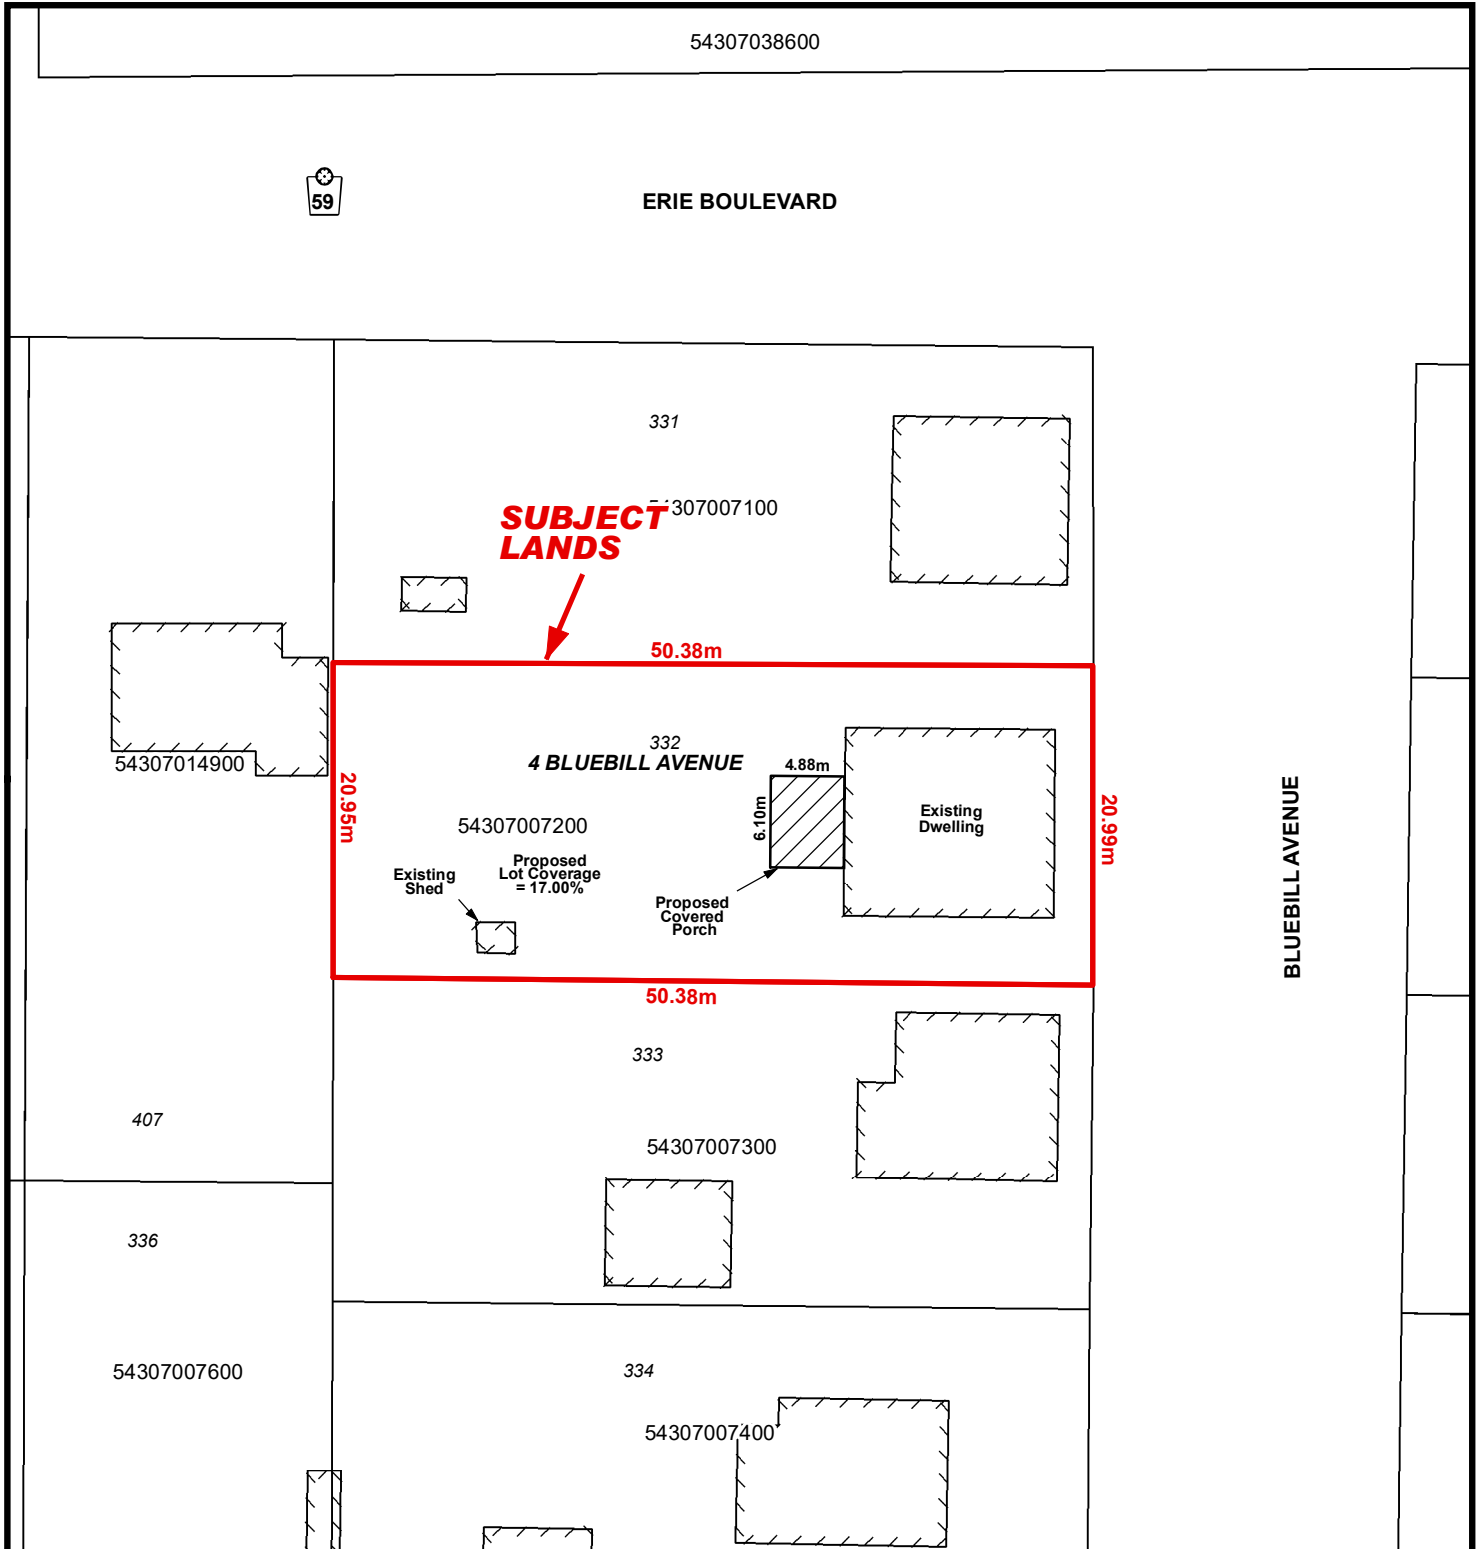 54307038600
59
ERIE BOULEVARD
331
54307007100
SUBJECT
LANDS
50.38m
54307014900
332
4 BLUEBILL AVENUE
4.88m
6.10m
20.95m
54307007200
Existing
Dwelling
20.99m
BLUEBILL AVENUE
Proposed
Lot Coverage
= 17.00%
Existing
Shed
Proposed
Covered
Porch
50.38m
333
407
54307007300
336
54307007600
334
54307007400